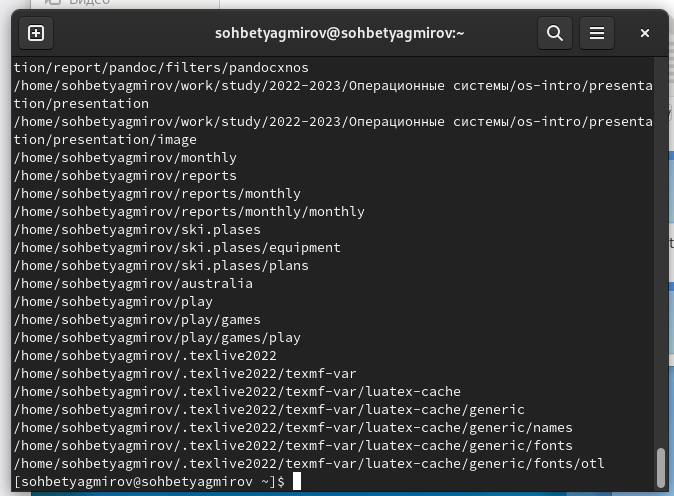 Видео
sohbetyagmirov@sohbetyagmirov:~
tion/report/pandoc/filters/pandocxnos
/home/sohbetyagmirov/work/study/2022-2023/Операционные системы/os-intro/presenta
tion/presentation
/home/sohbetyagmirov/work/study/2022-2023/Операционные системы/os-intro/presenta
tion/presentation/image
/home/sohbetyagmirov/monthly
/home/sohbetyagmirov/reports
/home/sohbetyagmirov/reports/monthly
/home/sohbetyagmirov/reports/monthly/monthly
/home/sohbetyagmirov/ski.plases
/home/sohbetyagmirov/ski.plases/equipment
/home/sohbetyagmirov/ski.plases/plans
/home/sohbetyagmirov/australia
/home/sohbetyagmirov/play
/home/sohbetyagmirov/play/games
/home/sohbetyagmirov/play/games/play
/home/sohbetyagmirov/.texlive2022
/home/sohbetyagmirov/.texlive2022/texmf-var
/home/sohbetyagmirov/.texlive2022/texmf-var/luatex-cache
/home/sohbetyagmirov/.texlive2022/texmf-var/luatex-cache/generic
/home/sohbetyagmirov/.texlive2022/texmf-var/luatex-cache/generic/names
/home/sohbetyagmirov/.texlive2022/texmf-var/luatex-cache/generic/fonts
/home/sohbetyagmirov/.texlive2022/texmf-var/luatex-cache/generic/fonts/otl
[sohbetyagmirov@sohbetyagmirov ~]$